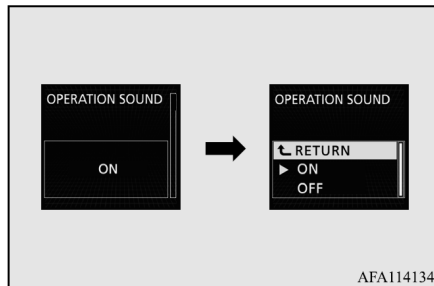 OPERATION SOUND
ON
OPERATION SOUND
RETURN
ON
OFF
AFA114134